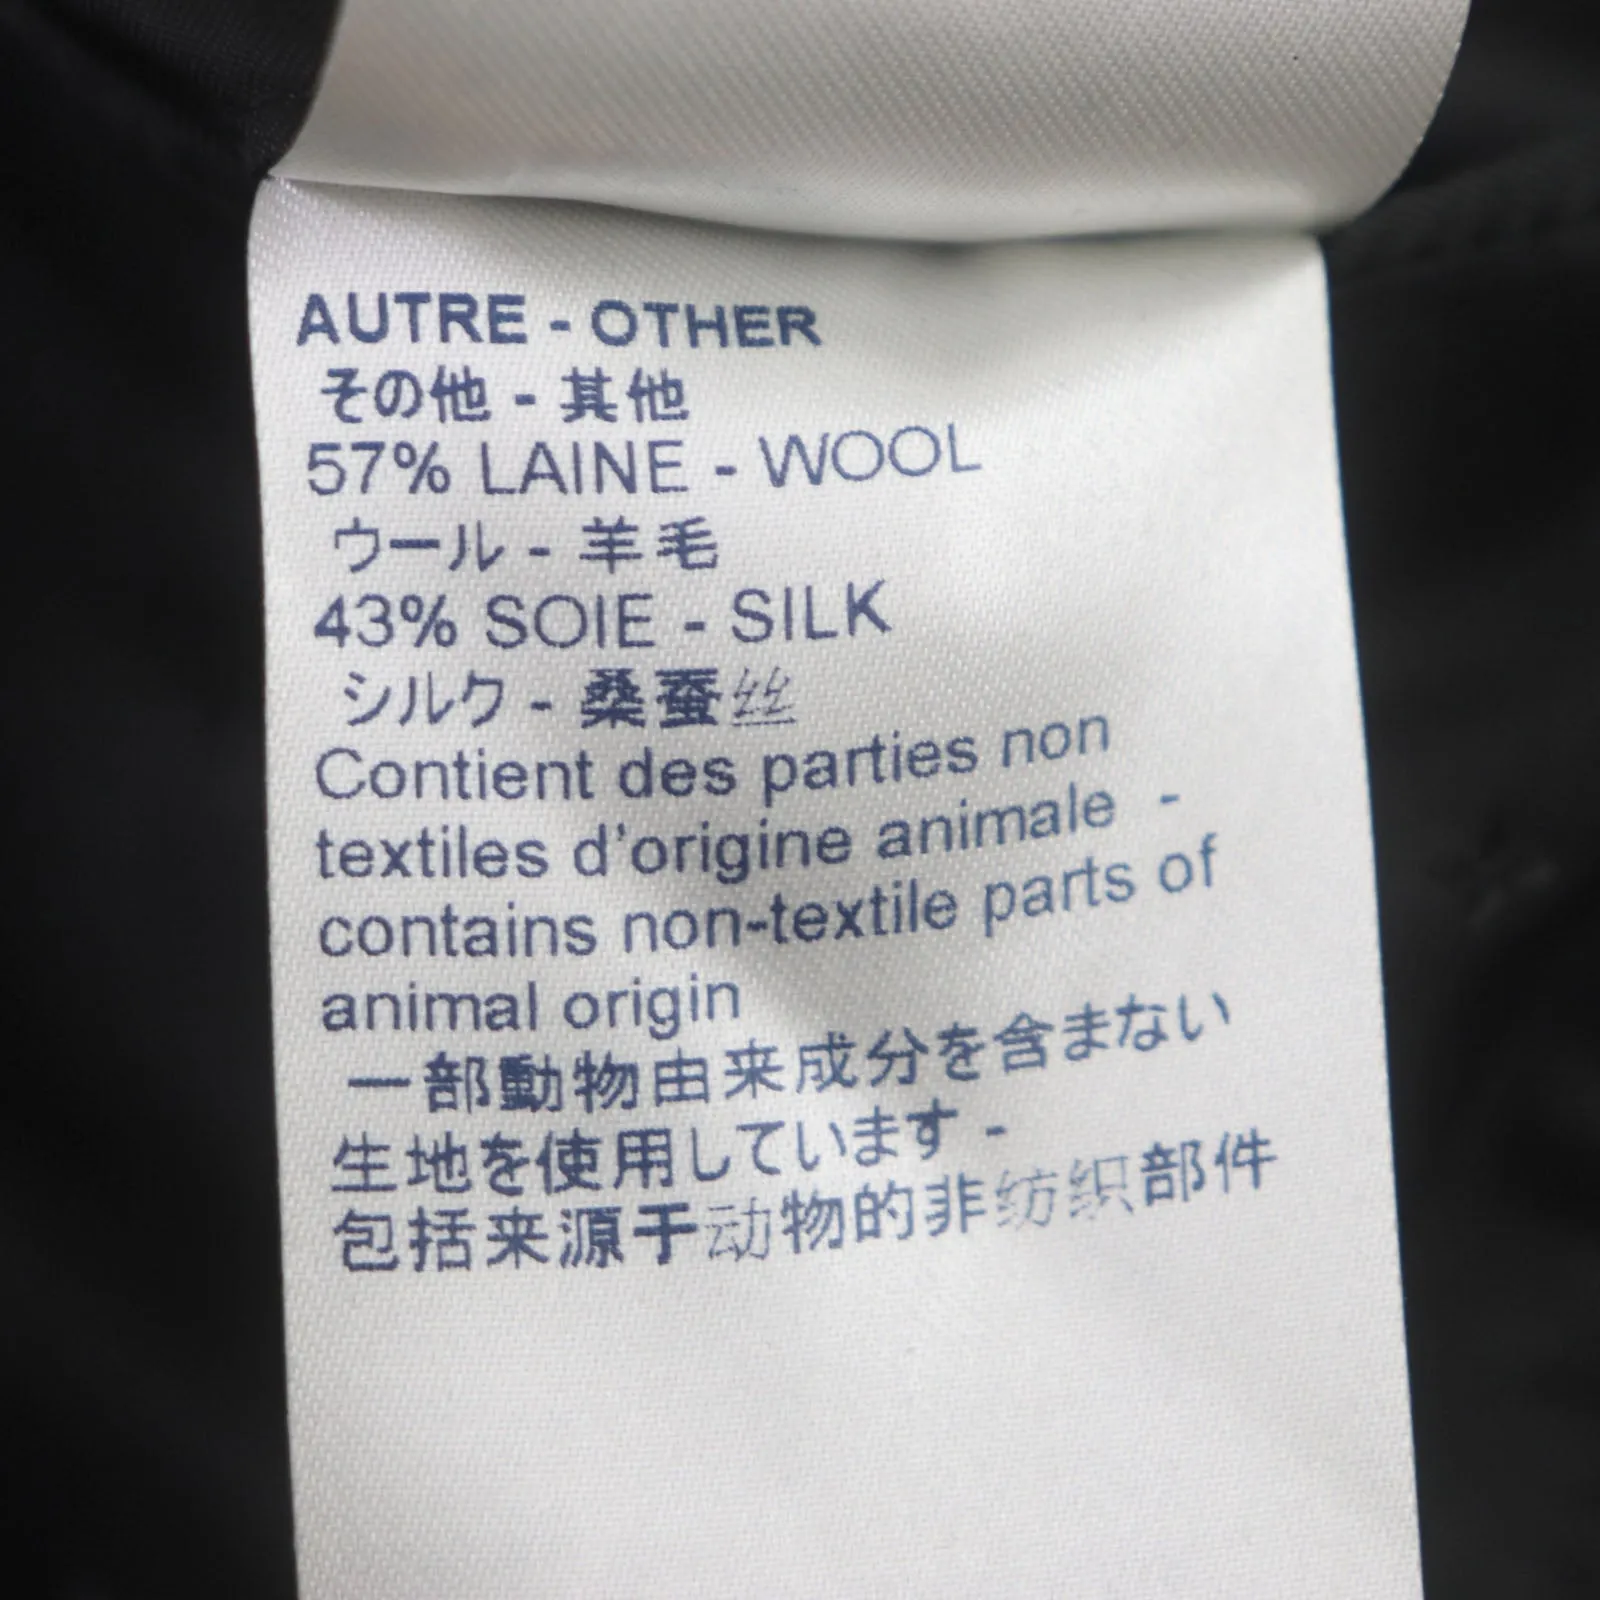 AUTRE - OTHER
その他 - 其他
57% LAINE - WOOL
ウール - 羊毛
43% SOIE - SILK
シルク - 桑蚕丝
Contient des parties non
textiles d'origine animale -
contains non-textile parts of
animal origin
一部動物由来成分を含まない
生地を使用しています -
包括来源于动物的非纺织部件